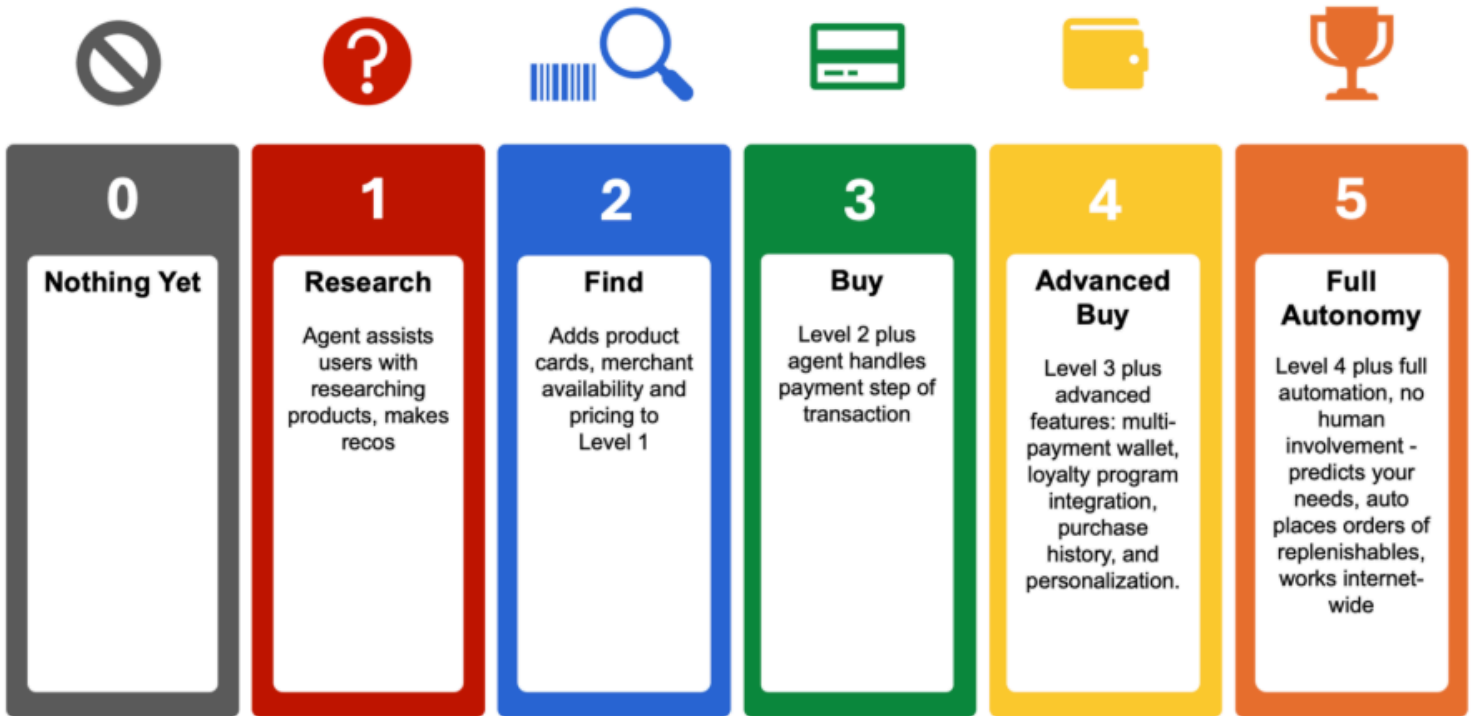 0
Nothing Yet
1
Research
Agent assists
users with
researching
products, makes
recos
2
Find
Adds product
cards, merchant
availability and
pricing to
Level 1
3
Buy
Level 2 plus
agent handles
payment step of
transaction
4
Advanced
Buy
Level 3 plus
advanced
features: multi-
payment wallet,
loyalty program
integration,
purchase
history, and
personalization.
5
Full
Autonomy
Level 4 plus full
automation, no
human
involvement -
predicts your
needs, auto
places orders of
replenishables,
works internet-
wide